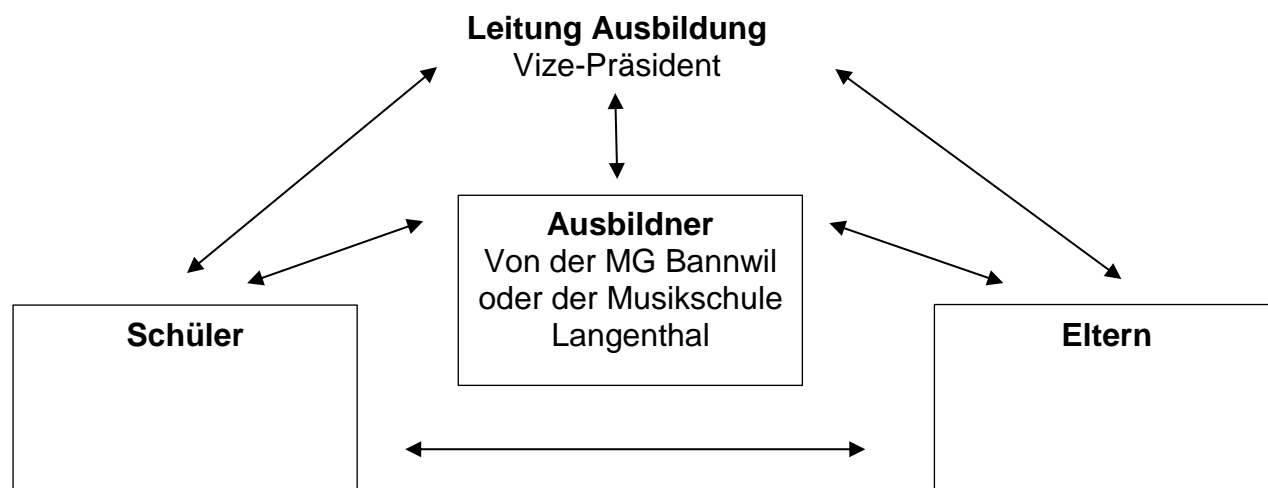 Leitung Ausbildung
Vize-Präsident
Ausbildner
Von der MG Bannwil
oder der Musikschule
Langenthal
Schüler
Eltern